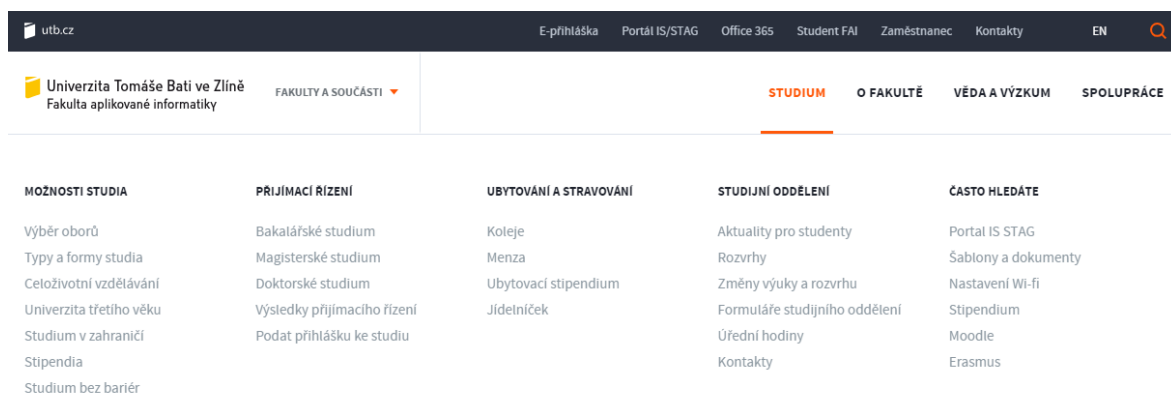 utb.cz
E-přihláška Portál IS/STAG Office 365 Student FAI Zaměstnanec Kontakty EN
Univerzita Tomáše Bati ve Zlíně
Fakulta aplikované informatiky
FAKULTY A SOUČÁSTI
STUDIUM O FAKULTĚ VĚDA A VÝZKUM SPOLUPRÁCE
MOŽNOSTI STUDIA
Výběr oborů
Typy a formy studia
Celoživotní vzdělávání
Univerzita třetího věku
Studium v zahraničí
Stipendia
Studium bez bariér
PŘIJÍMACÍ ŘÍZENÍ
Bakalářské studium
Magisterské studium
Doktorské studium
Výsledky přijímacího řízení
Podat přihlášku ke studiu
UBYTOVÁNÍ A STRAVOVÁNÍ
Koleje
Menza
Ubytovací stipendium
Jídelníček
STUDIJNÍ ODDĚLENÍ
Aktuality pro studenty
Rozvrhy
Změny výuky a rozvrhu
Formuláře studijního oddělení
Úřední hodiny
Kontakty
ČASTO HLEDÁTE
Portal IS STAG
Šablony a dokumenty
Nastavení Wi-fi
Stipendium
Moodle
Erasmus